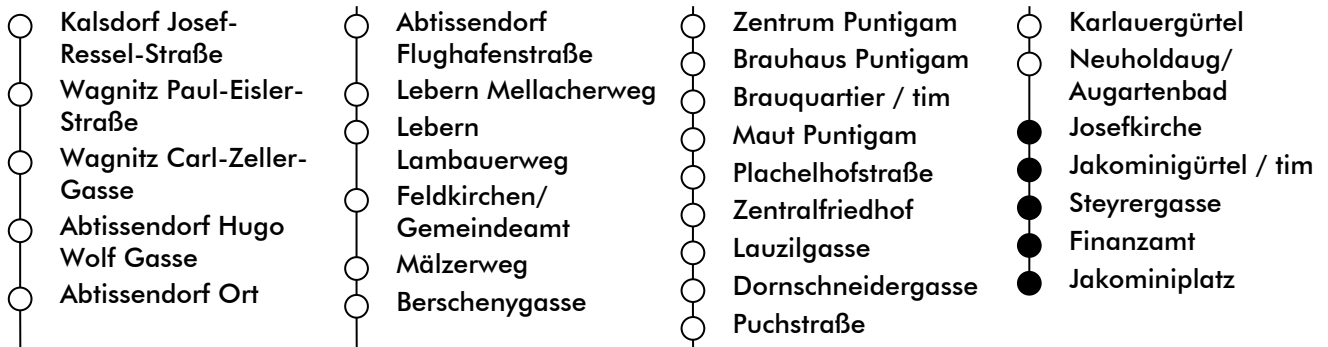 Kalsdorf Josef-
Ressel-Straße
Wagnitz Paul-Eisler-
Straße
Wagnitz Carl-Zeller-
Gasse
Abtissendorf Hugo
Wolf Gasse
Abtissendorf Ort
Abtissendorf
Flughafenstraße
Lebern Mellacherweg
Lebern
Lambauerweg
Feldkirchen/
Gemeindeamt
Mälzerweg
Berschenygasse
Zentrum Puntigam
Brauhaus Puntigam
Brauquartier / tim
Maut Puntigam
Plachelhofstraße
Zentralfriedhof
Lauzilgasse
Dornschneidergasse
Puchstraße
Karlauergürtel
Neuholdaug/
Augartenbad
Josefkirche
Jakominigürtel / tim
Steyrergasse
Finanzamt
Jakominiplatz